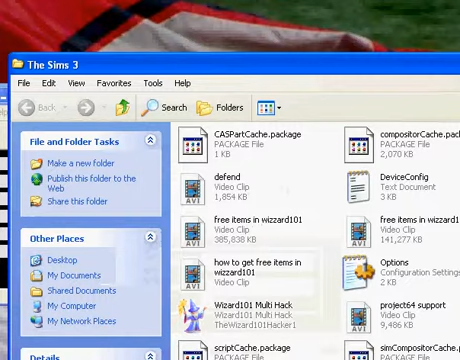 The Sims 3
File Edit View Favorites Tools Help
Back Search Folders
File and Folder Tasks
Make a new folder
Publish this folder to the
Web
Share this folder
Other Places
Desktop
My Documents
Shared Documents
My Computer
My Network Places
Details
CASPartCache.package
PACKAGE File
1 KB
compositorCache.pack
PACKAGE File
2,070 KB
defend
Video Clip
1,854 KB
DeviceConfig
Text Document
3 KB
free items in wizzard101
Video Clip
385,838 KB
free items in wizzard1
Video Clip
141,277 KB
how to get free items in
wizzard101
Video Clip
Options
Configuration Settings
2 KB
Wizard101 Multi Hack
Wizard101 Multi Hack
TheWizard101Hacker1
project64 support
Video Clip
9,486 KB
scriptCache.package
PACKAGE File
simCompositorCache.p
PACKAGE File